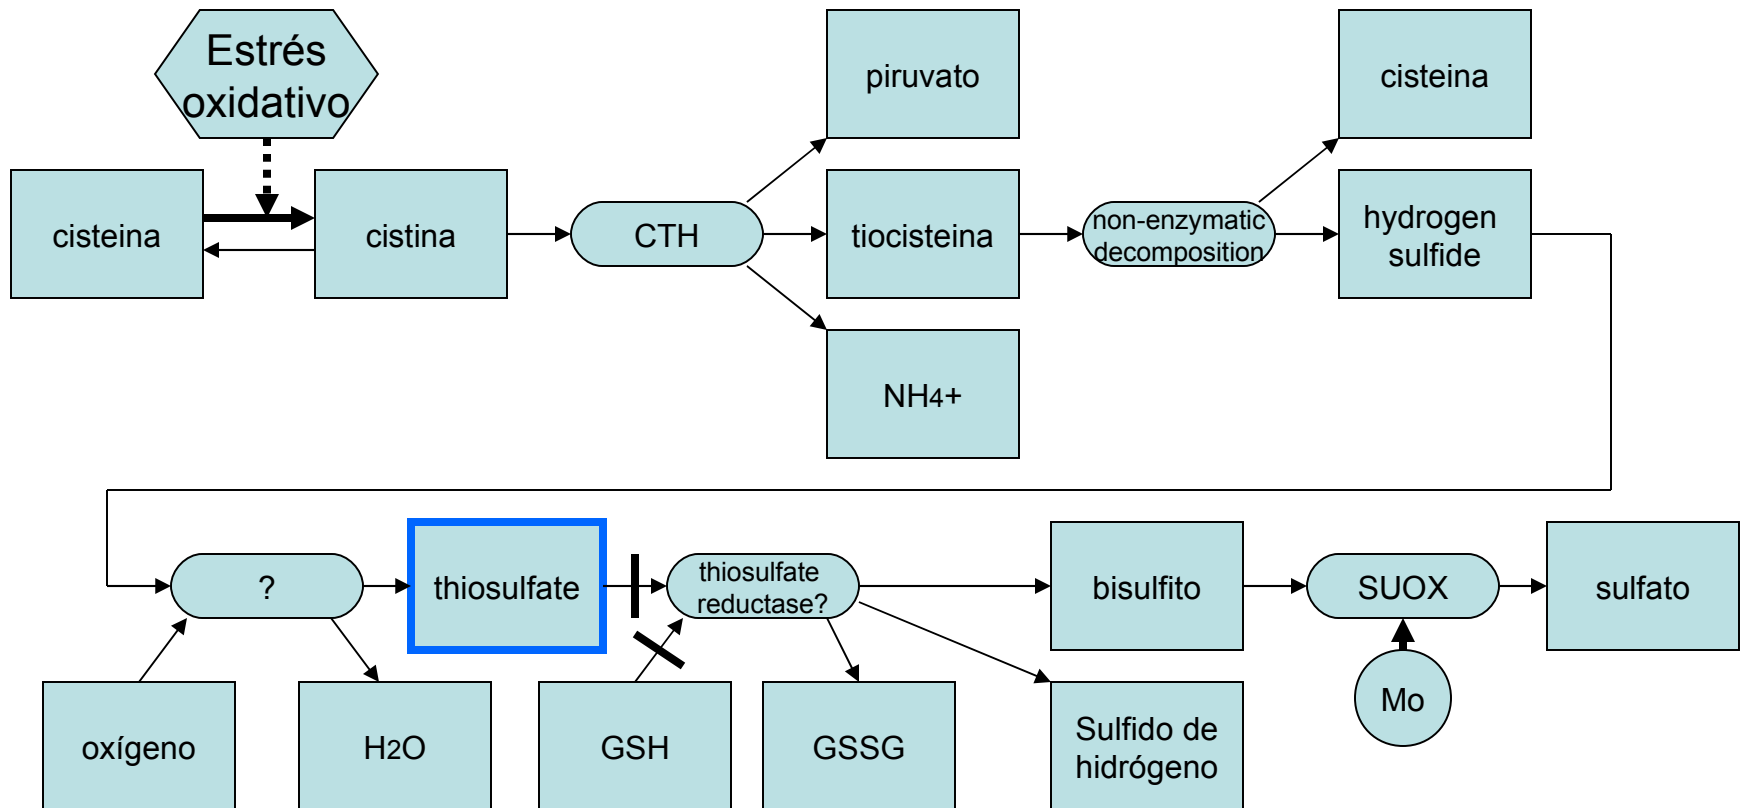 Estrés
oxidativo
piruvato
cisteina
cisteina
cistina
CTH
tiocisteina
non-enzymatic
decomposition
hydrogen
sulfide
NH4+
?
thiosulfate
thiosulfate
reductase?
bisulfito
SUOX
sulfato
oxígeno
H2O
GSH
GSSG
Sulfido de
hidrógeno
Mo